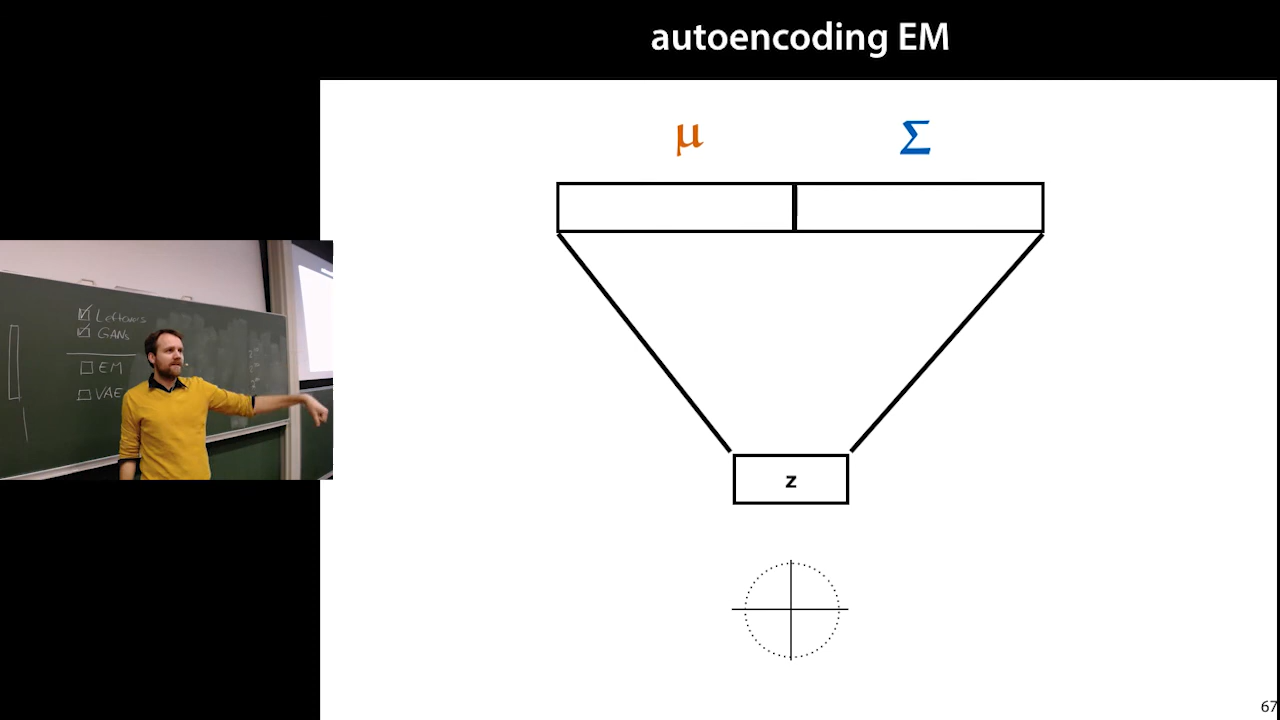 autoencoding EM
μ Σ
z
☑ Leftovers
☑ GANs
☐ EM
☐ VAE
67